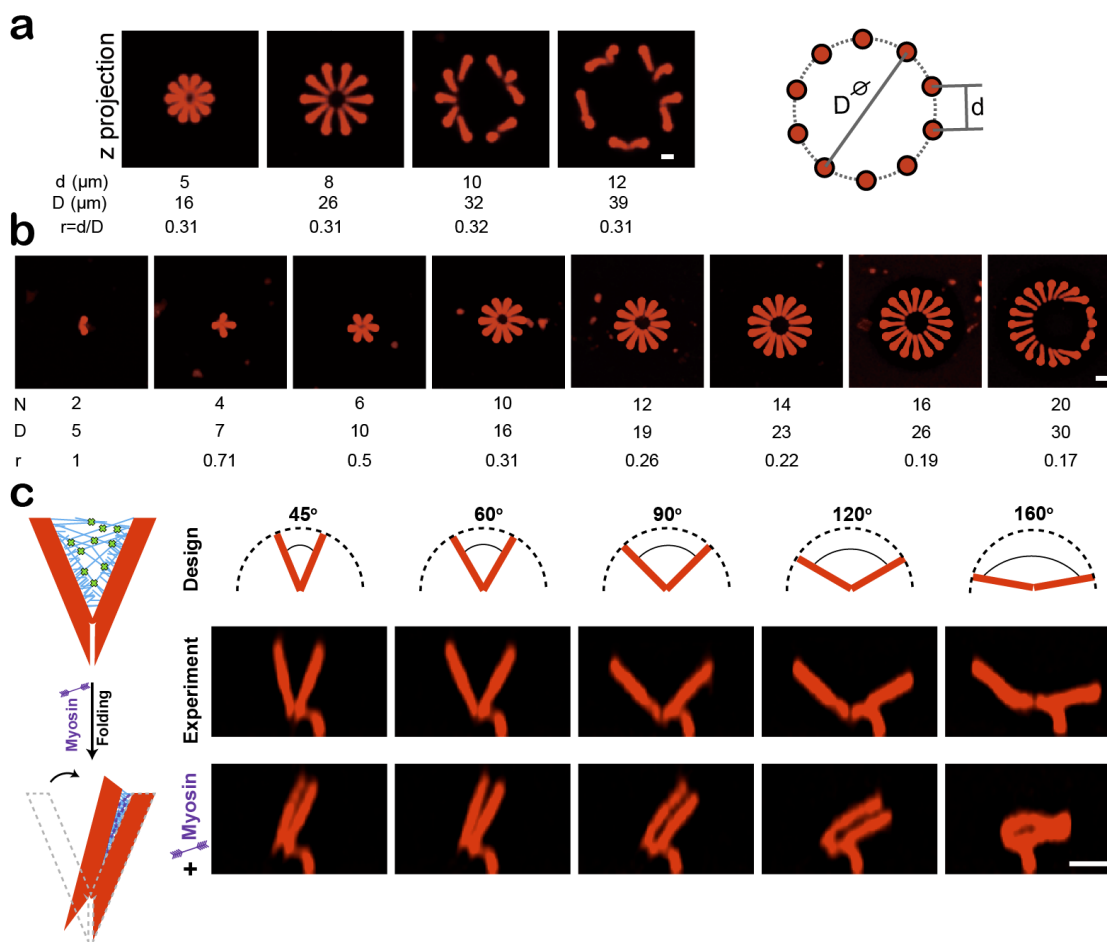 a
z projection
D ø
d
d (µm) 5 8 10 12
D (µm) 16 26 32 39
r=d/D 0.31 0.31 0.32 0.31
b
N 2 4 6 10 12 14 16 20
D 5 7 10 16 19 23 26 30
r 1 0.71 0.5 0.31 0.26 0.22 0.19 0.17
c
45° 60° 90° 120° 160°
Design
Experiment
Myosin
Folding
+ Myosin